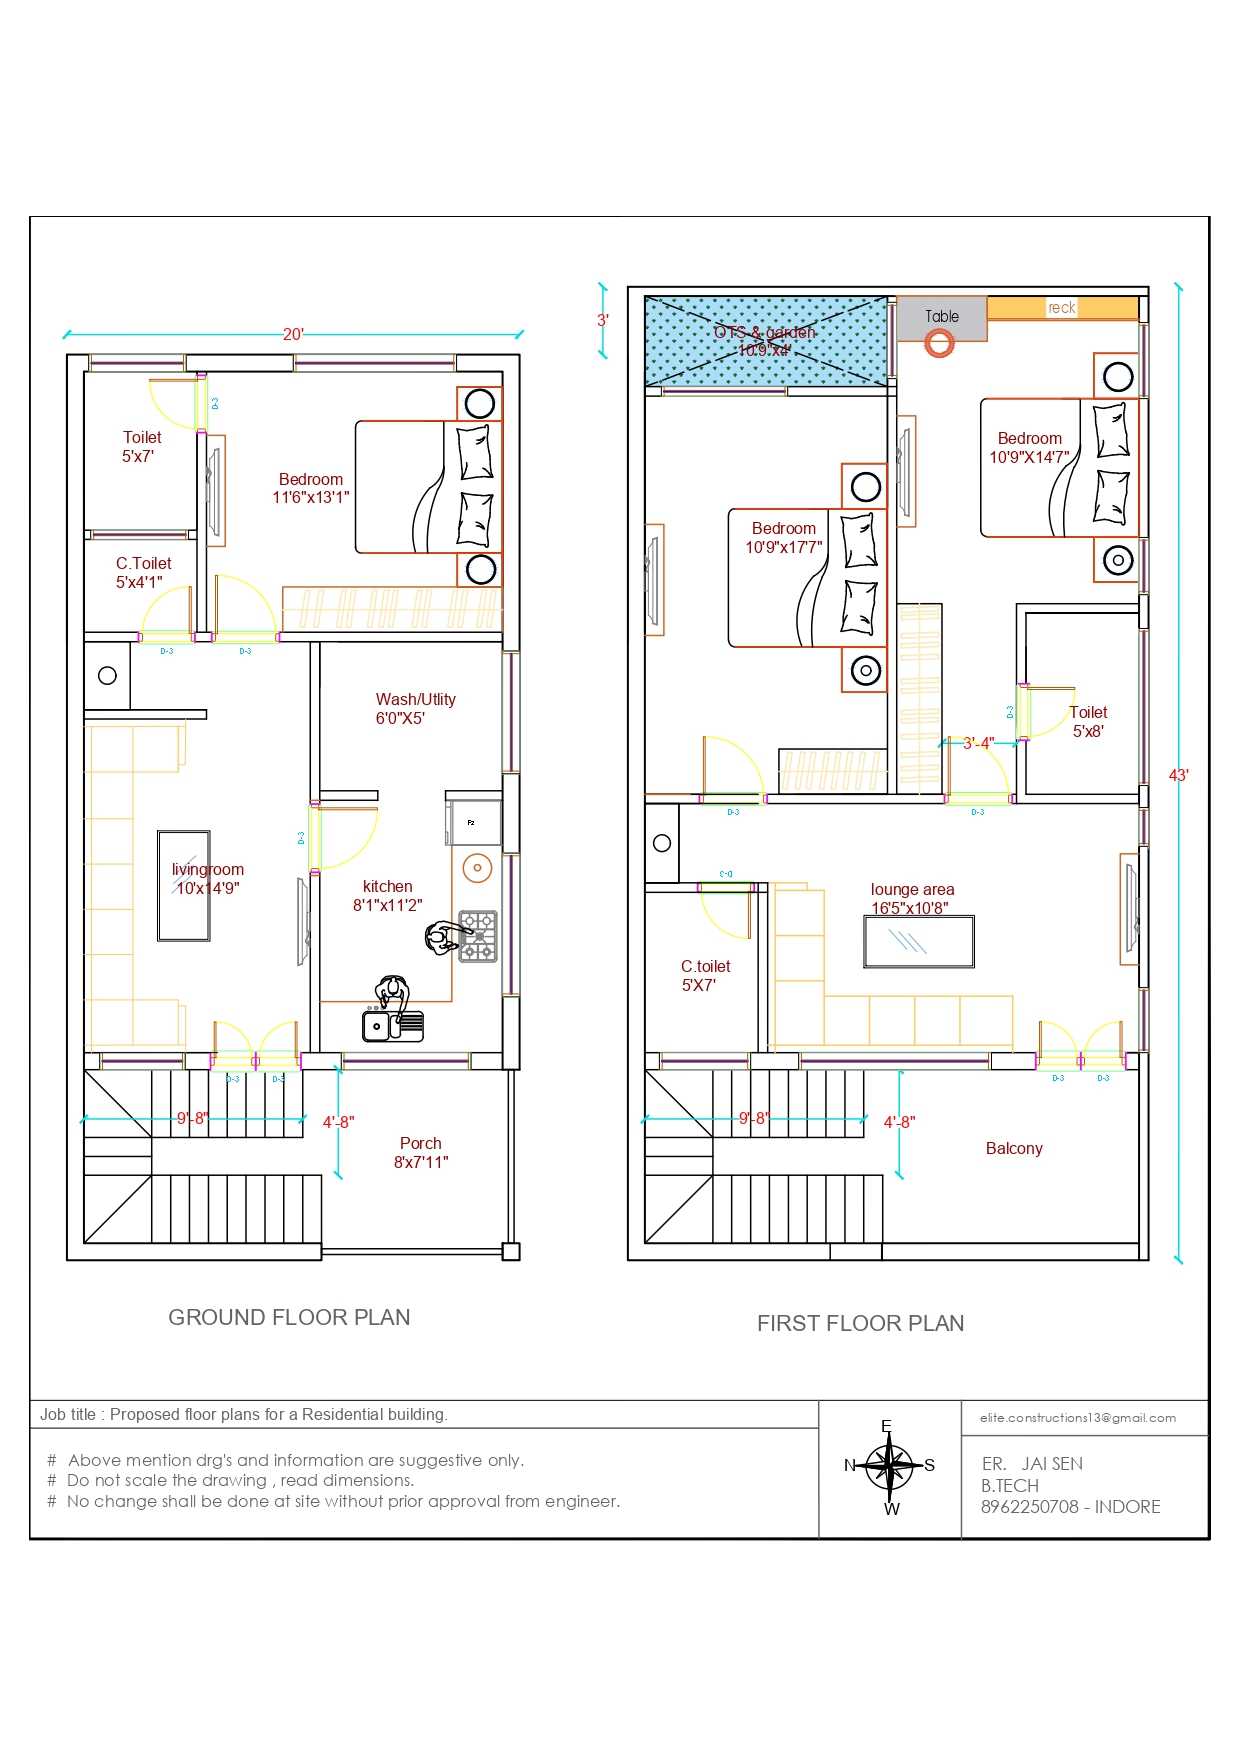 20'
D-3
Toilet
5'x7'
Bedroom
11'6"x13'1"
C.Toilet
5'x4'1"
D-3
D-3
Wash/Utlity
6'0"X5'
D-3
livingroom
10'x14'9"
kitchen
8'1"x11'2"
D-3
D-3
9'-8"
4'-8"
Porch
8'x7'11"
GROUND FLOOR PLAN
3'
OTS & garden
10'9"x4'
Table
reck
Bedroom
10'9"X14'7"
Bedroom
10'9"x17'7"
D-3
Toilet
5'x8'
3'-4"
43'
D-3
D-3
D-3
lounge area
16'5"x10'8"
C.toilet
5'X7'
D-3
D-3
9'-8"
4'-8"
Balcony
FIRST FLOOR PLAN
Job title : Proposed floor plans for a Residential building.
# Above mention drg's and information are suggestive only.
# Do not scale the drawing , read dimensions.
# No change shall be done at site without prior approval from engineer.
E
N
S
W
elite.constructions13@gmail.com
ER. JAI SEN
B.TECH
8962250708 - INDORE